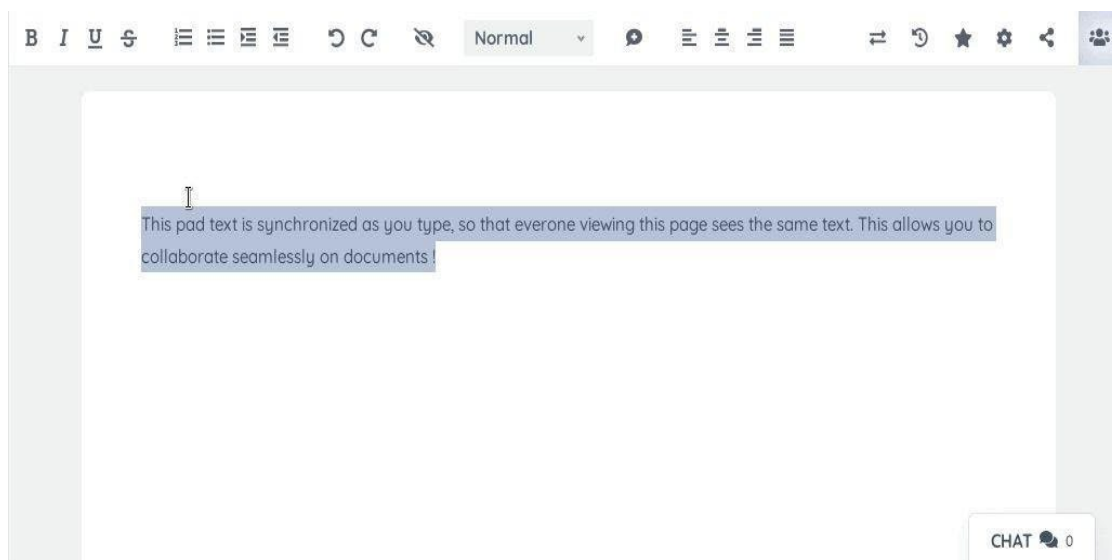 B I U S Normal
This pad text is synchronized as you type, so that everone viewing this page sees the same text. This allows you to
collaborate seamlessly on documents !
CHAT 0